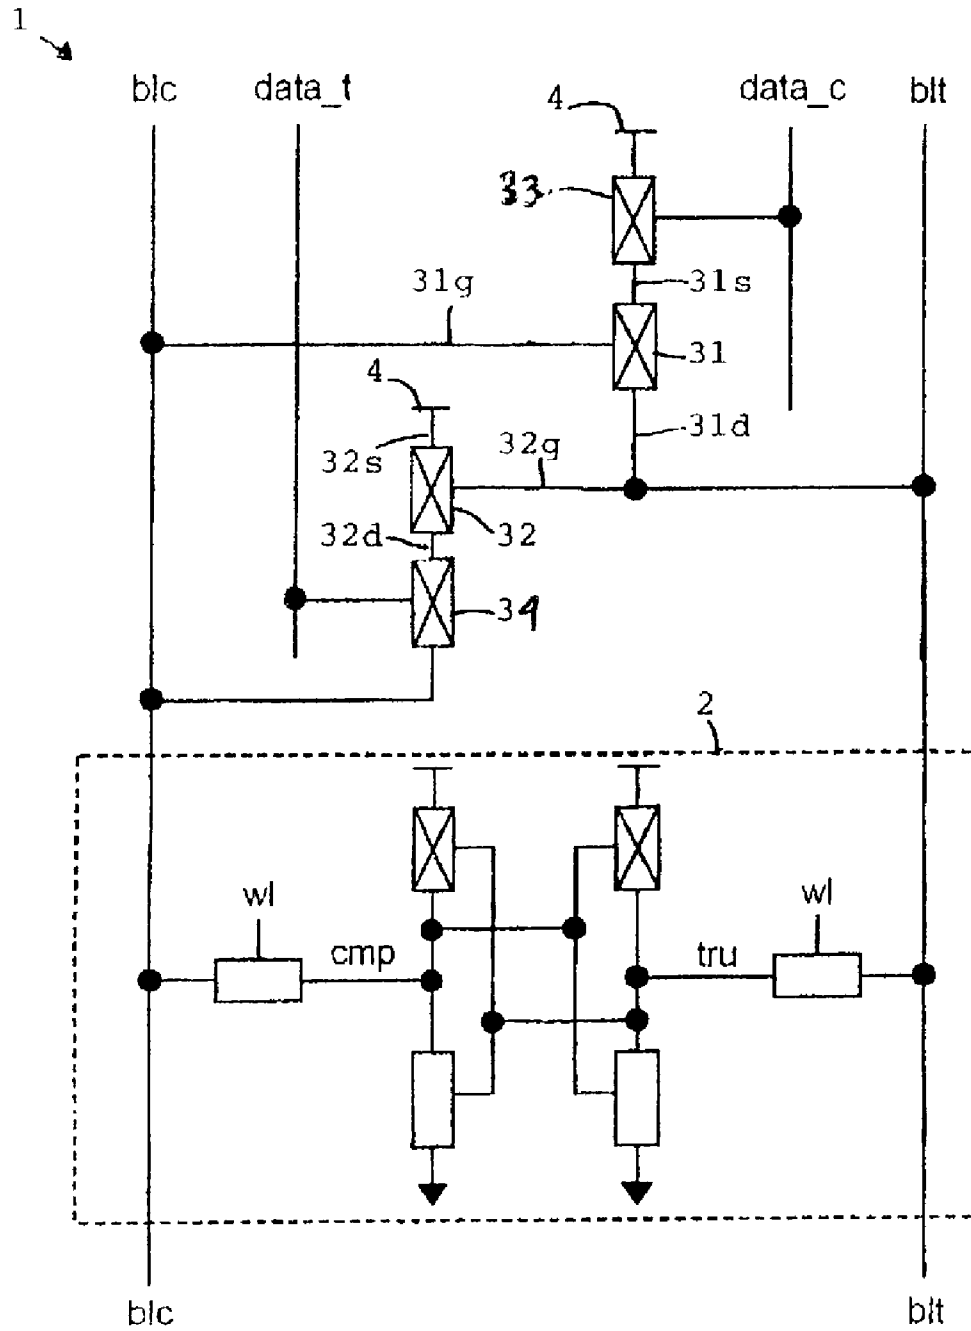 1
blc data_t data_c blt
4
33
31s
31g
31
4
31d
32g
32s
32
32d
34
2
wl wl
cmp tru
blc blt